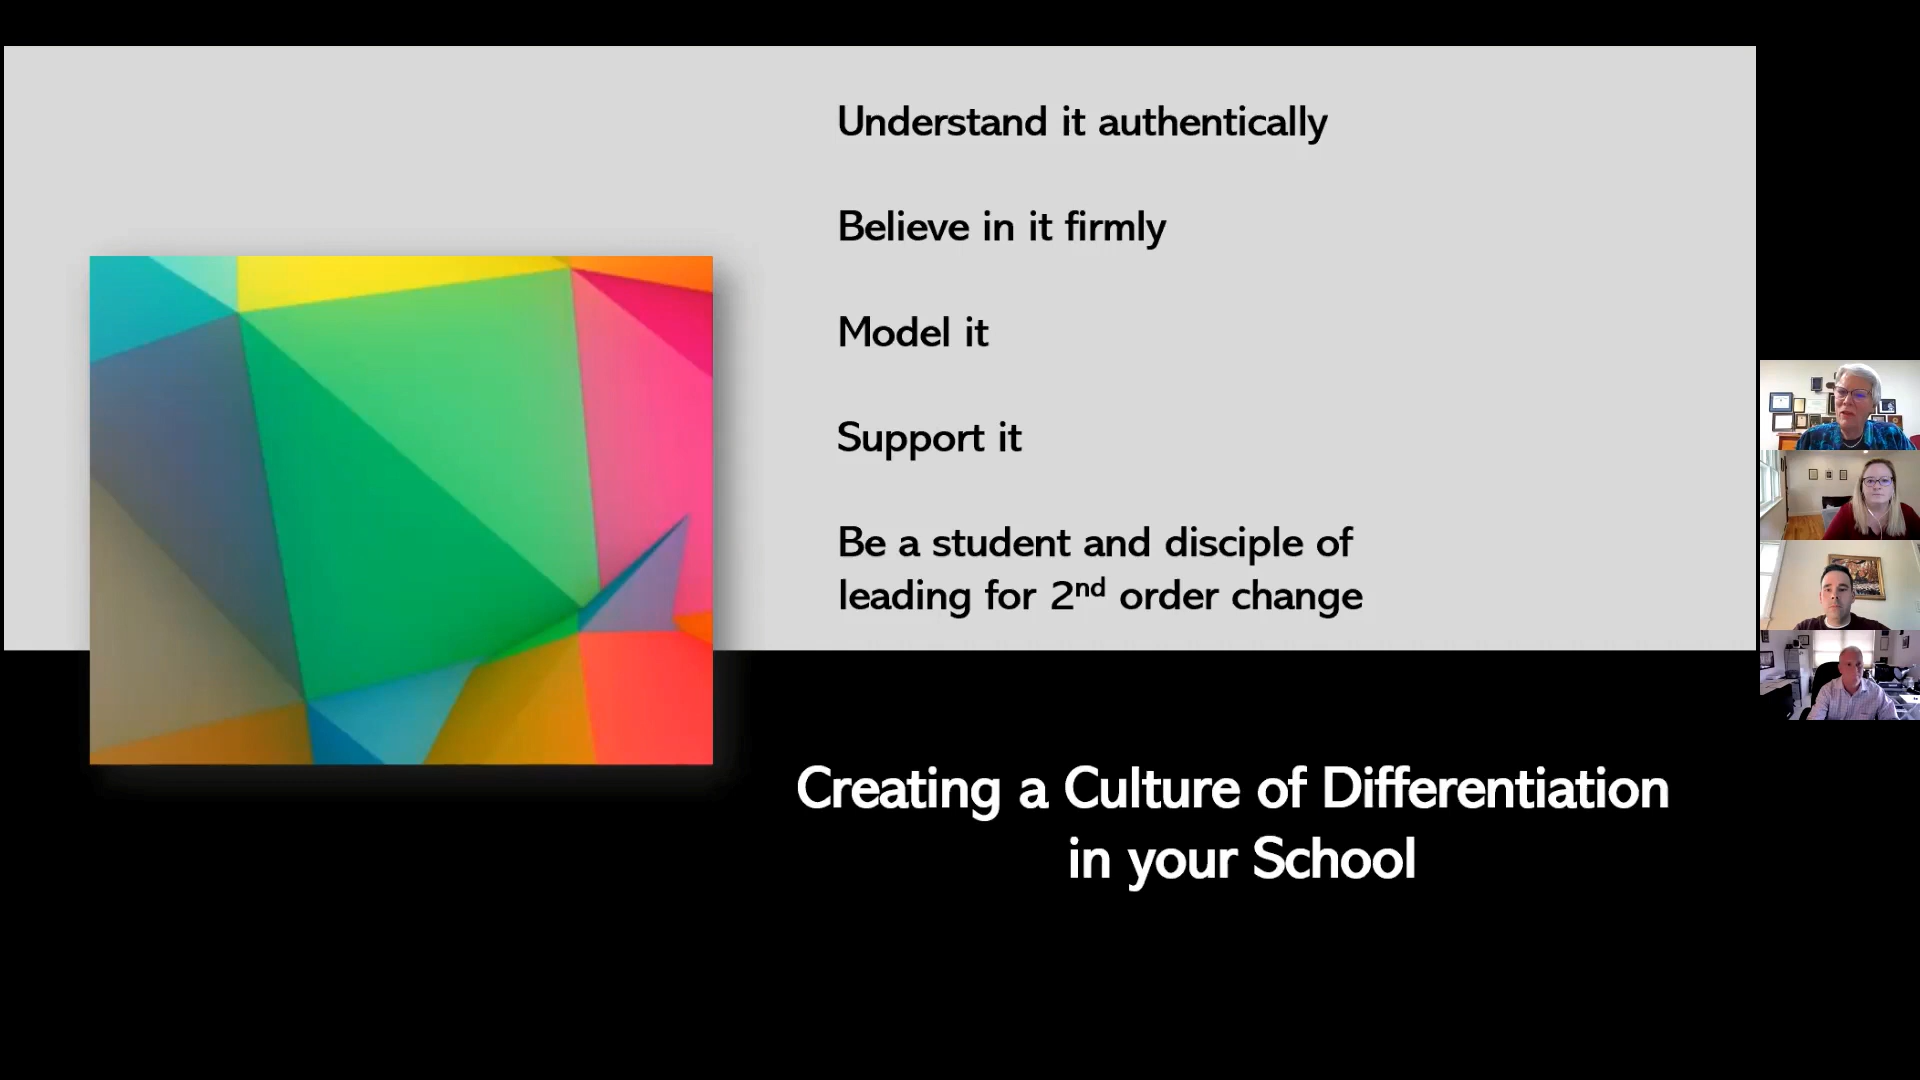 Understand it authentically
Believe in it firmly
Model it
Support it
Be a student and disciple of
leading for 2nd order change
Creating a Culture of Differentiation
in your School